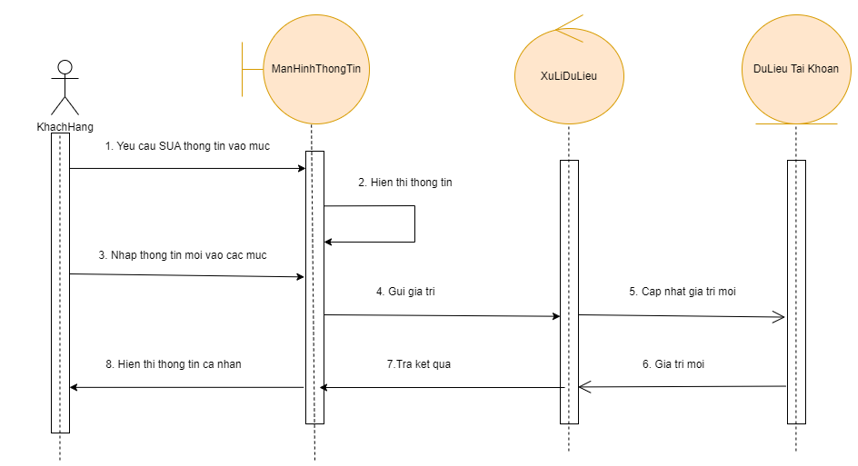 ManHinhThongTin
XuLiDuLieu
DuLieu Tai Khoan
KhachHang
1. Yeu cau SUA thong tin vao muc
2. Hien thi thong tin
3. Nhap thong tin moi vao cac muc
4. Gui gia tri
5. Cap nhat gia tri moi
8. Hien thi thong tin ca nhan
7.Tra ket qua
6. Gia tri moi